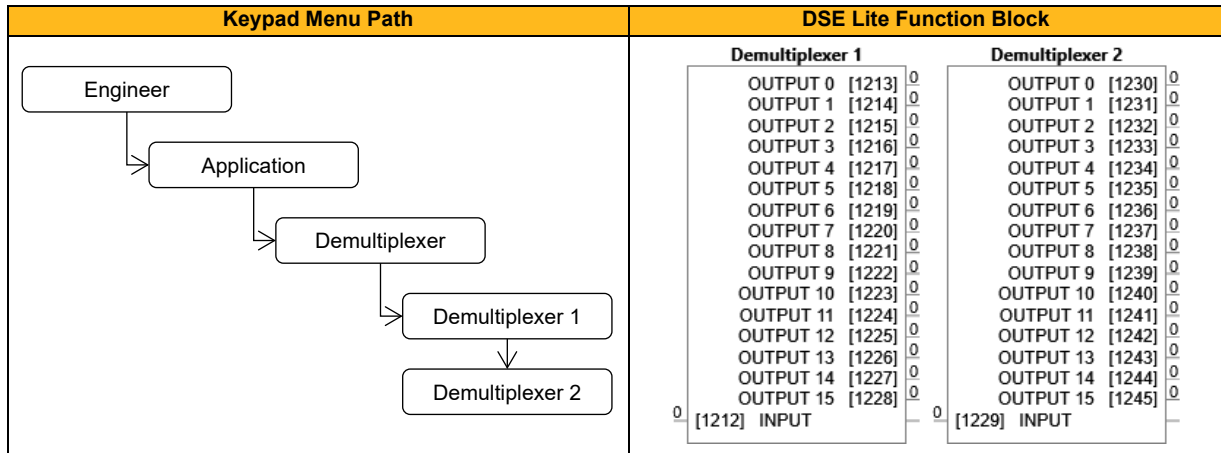 Keypad Menu Path
DSE Lite Function Block
Engineer
Application
Demultiplexer
Demultiplexer 1
Demultiplexer 2
Demultiplexer 1
OUTPUT 0 [1213] 0
OUTPUT 1 [1214] 0
OUTPUT 2 [1215] 0
OUTPUT 3 [1216] 0
OUTPUT 4 [1217] 0
OUTPUT 5 [1218] 0
OUTPUT 6 [1219] 0
OUTPUT 7 [1220] 0
OUTPUT 8 [1221] 0
OUTPUT 9 [1222] 0
OUTPUT 10 [1223] 0
OUTPUT 11 [1224] 0
OUTPUT 12 [1225] 0
OUTPUT 13 [1226] 0
OUTPUT 14 [1227] 0
OUTPUT 15 [1228] 0
0 [1212] INPUT
Demultiplexer 2
OUTPUT 0 [1230] 0
OUTPUT 1 [1231] 0
OUTPUT 2 [1232] 0
OUTPUT 3 [1233] 0
OUTPUT 4 [1234] 0
OUTPUT 5 [1235] 0
OUTPUT 6 [1236] 0
OUTPUT 7 [1237] 0
OUTPUT 8 [1238] 0
OUTPUT 9 [1239] 0
OUTPUT 10 [1240] 0
OUTPUT 11 [1241] 0
OUTPUT 12 [1242] 0
OUTPUT 13 [1243] 0
OUTPUT 14 [1244] 0
OUTPUT 15 [1245] 0
0 [1229] INPUT